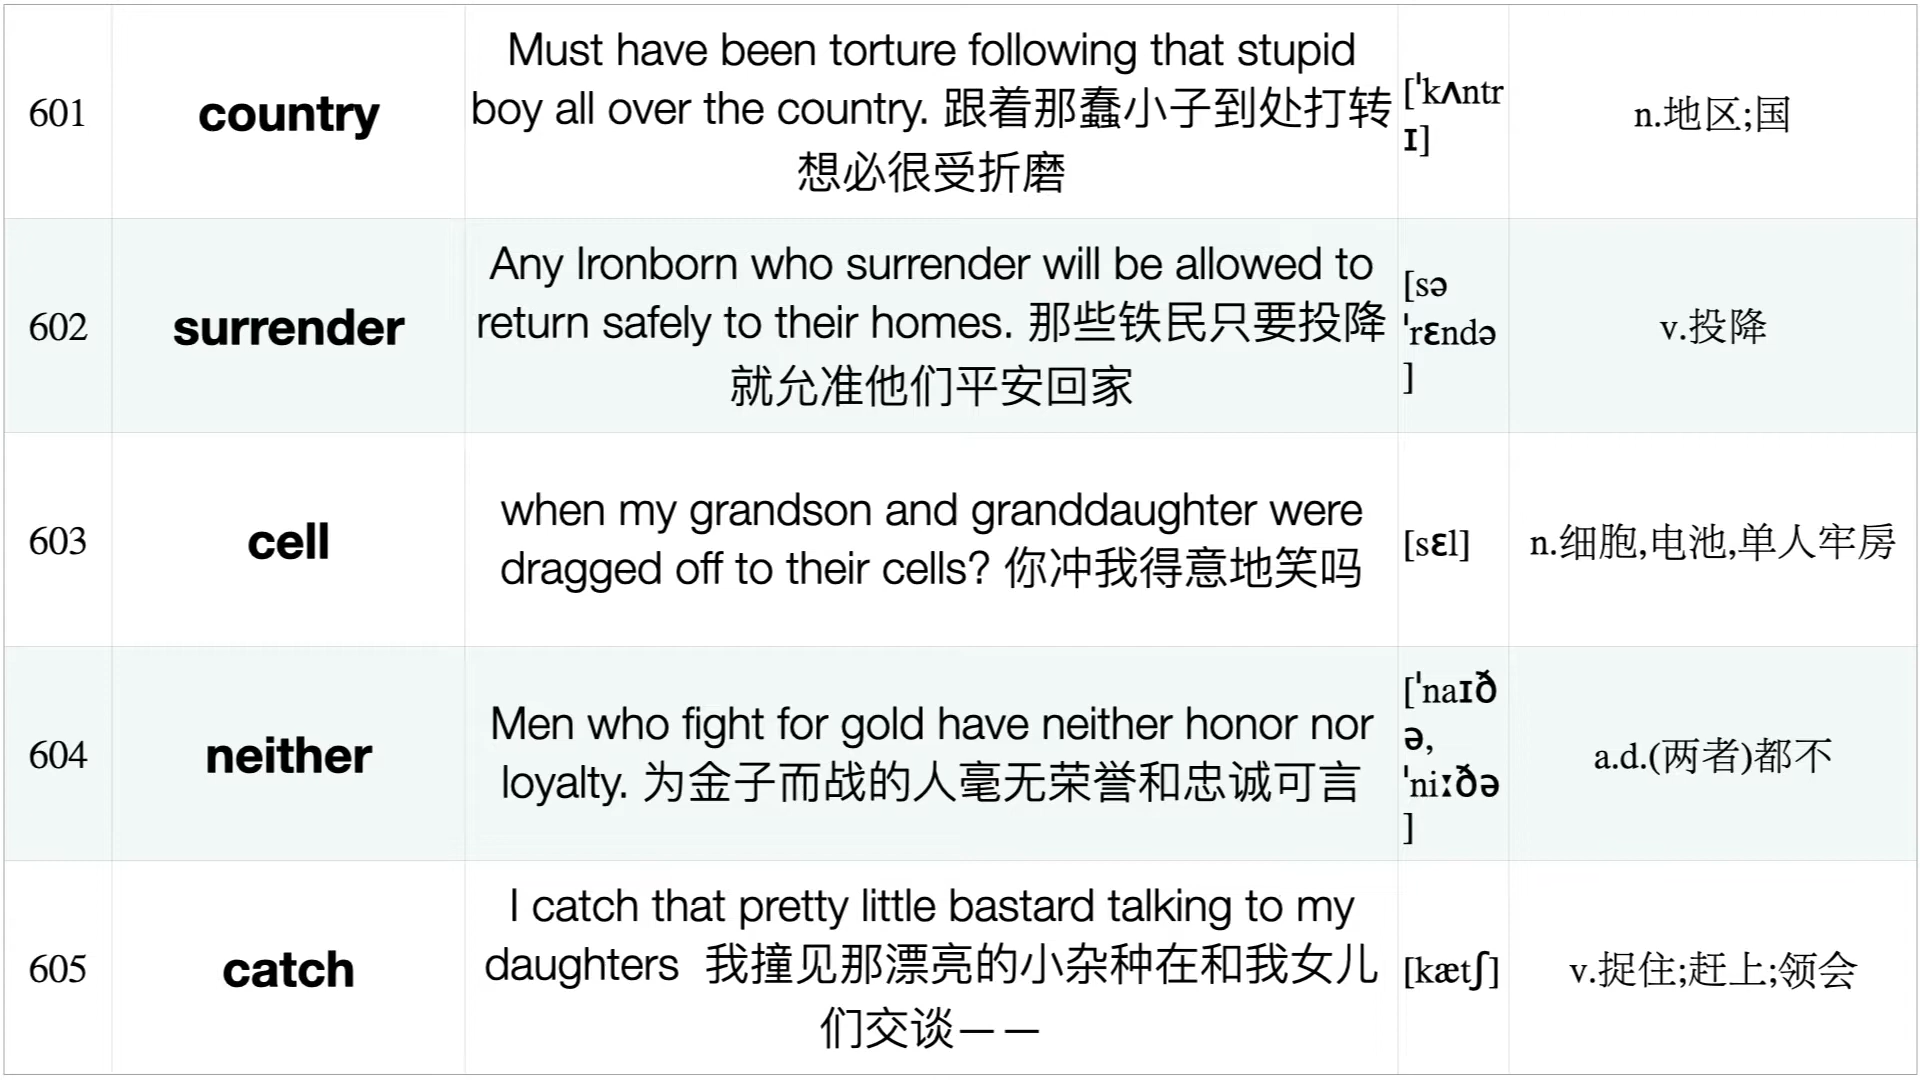 601
country
Must have been torture following that stupid
boy all over the country. 跟着那蠢小子到处打转
想必很受折磨
[ˈkʌntr
ɪ]
n.地区;国
602
surrender
Any Ironborn who surrender will be allowed to
return safely to their homes. 那些铁民只要投降
就允准他们平安回家
[sə
ˈrɛndə
]
v.投降
603
cell
when my grandson and granddaughter were
dragged off to their cells? 你冲我得意地笑吗
[sɛl]
n.细胞,电池,单人牢房
604
neither
Men who fight for gold have neither honor nor
loyalty. 为金子而战的人毫无荣誉和忠诚可言
[ˈnaɪð
ə,
ˈniːðə
]
a.d.(两者)都不
605
catch
I catch that pretty little bastard talking to my
daughters 我撞见那漂亮的小杂种在和我女儿
们交谈——
[kætʃ]
v.捉住;赶上;领会